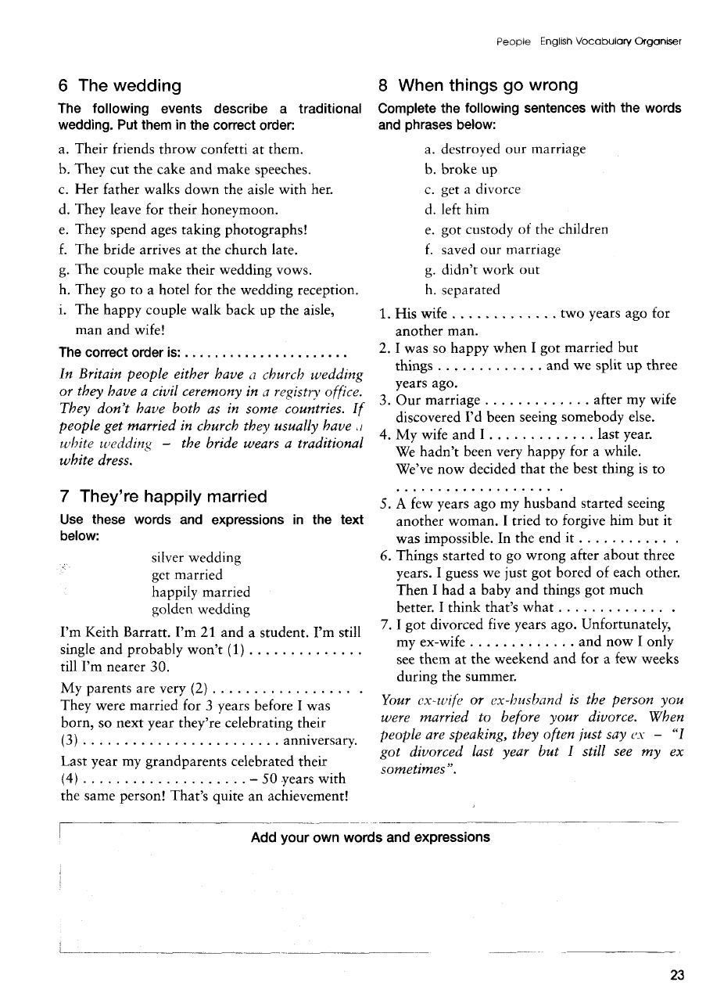 People   English Vocabulary Organiser
6 The wedding
The following events describe a traditional
wedding. Put them in the correct order:
a. Their friends throw confetti at them.
b. They cut the cake and make speeches.
c. Her father walks down the aisle with her.
d. They leave for their honeymoon.
e. They spend ages taking photographs!
f. The bride arrives at the church late.
g. The couple make their wedding vows.
h. They go to a hotel for the wedding reception.
i. The happy couple walk back up the aisle,
man and wife!
The correct order is: . . . . . . . . . . . . . . . . . . . . . .
In Britain people either have a church wedding
or they have a civil ceremony in a registry office.
They don't have both as in some countries. If
people get married in church they usually have a
white wedding – the bride wears a traditional
white dress.
7 They're happily married
Use these words and expressions in the text
below:
silver wedding
get married
happily married
golden wedding
I'm Keith Barratt. I'm 21 and a student. I'm still
single and probably won't (1) . . . . . . . . . . . . . .
till I'm nearer 30.
My parents are very (2) . . . . . . . . . . . . . . . . . .
They were married for 3 years before I was
born, so next year they're celebrating their
(3) . . . . . . . . . . . . . . . . . . . . . . . . anniversary.
Last year my grandparents celebrated their
(4) . . . . . . . . . . . . . . . . . . . . – 50 years with
the same person! That's quite an achievement!
8 When things go wrong
Complete the following sentences with the words
and phrases below:
a. destroyed our marriage
b. broke up
c. get a divorce
d. left him
e. got custody of the children
f. saved our marriage
g. didn't work out
h. separated
1. His wife . . . . . . . . . . . . . two years ago for
another man.
2. I was so happy when I got married but
things . . . . . . . . . . . . . and we split up three
years ago.
3. Our marriage . . . . . . . . . . . . . after my wife
discovered I'd been seeing somebody else.
4. My wife and I . . . . . . . . . . . . . last year.
We hadn't been very happy for a while.
We've now decided that the best thing is to
. . . . . . . . . . . . . . . . . . . .
5. A few years ago my husband started seeing
another woman. I tried to forgive him but it
was impossible. In the end it . . . . . . . . . . . .
6. Things started to go wrong after about three
years. I guess we just got bored of each other.
Then I had a baby and things got much
better. I think that's what . . . . . . . . . . . . . .
7. I got divorced five years ago. Unfortunately,
my ex-wife . . . . . . . . . . . . . and now I only
see them at the weekend and for a few weeks
during the summer.
Your ex-wife or ex-husband is the person you
were married to before your divorce. When
people are speaking, they often just say ex – "I
got divorced last year but I still see my ex
sometimes".
Add your own words and expressions
23